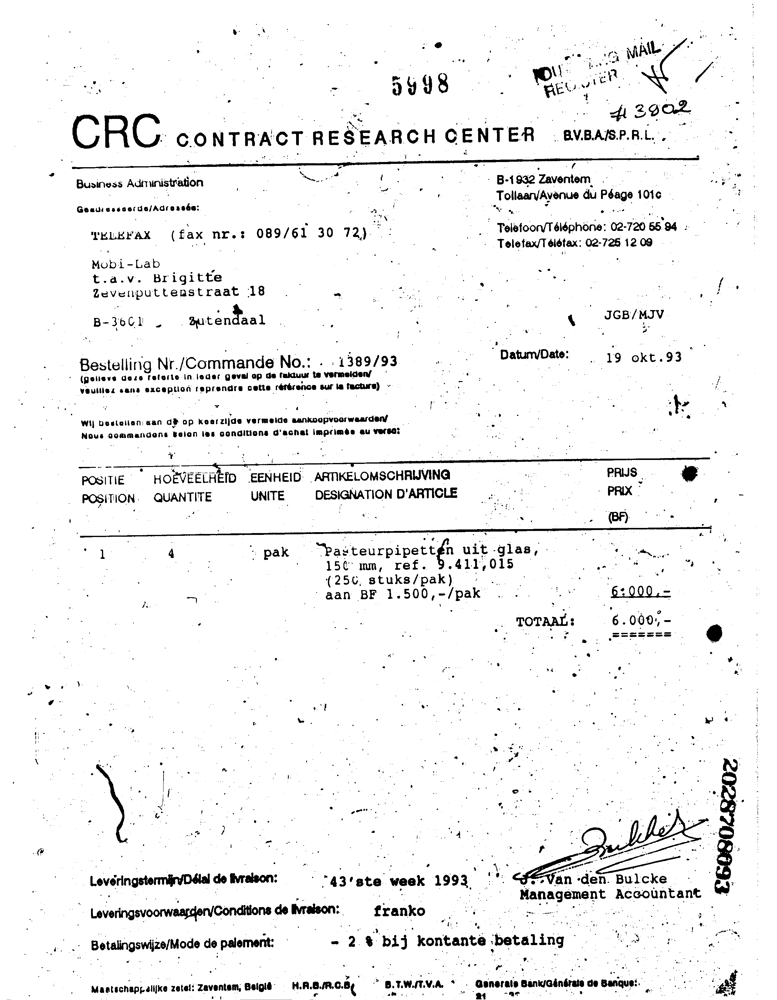 5998
MAIL
# 3902
CRC CONTRACT RESEARCH CENTER B.V.B.A./S.P.R.L.
Business Administration
B-1932 Zaventem
Tollaan/Avenue du Péage 101c
Geadresseerde/Adressée:
Telefoon/Téléphone: 02-720 55 94
Telefax/Téléfax: 02-725 12 09
TELEFAX (fax nr.: 089/61 30 72)
Mobi-Lab
t.a.v. Brigitte
Zevenputtenstraat 18
B-3601 Zutendaal
JGB/MJV
Bestelling Nr./Commande No.: 1389/93
Datum/Date: 19 okt.93
(gelieve deze referte in ieder geval op de faktuur te vermelden/
veuillez sans exception reprendre cette référence sur la facture)
Wij bestellen aan de op keerzijde vermelde aankoopvoorwaarden/
Nous commandons selon les conditions d'achat imprimée au verso:
POSITIE HOEVEELHEID EENHEID ARTIKELOMSCHRIJVING PRIJS
POSITION QUANTITE UNITE DESIGNATION D'ARTICLE PRIX
(BF)
1 4 pak Pasteurpipetten uit glas,
150 mm, ref. 9.411,015
(250 stuks/pak)
aan BF 1.500,-/pak 6.000,-
TOTAAL: 6.000,-
=======
2028708093
Leveringstermijn/Délai de livraison: 43'ste week 1993
J. Van den Bulcke
Management Accountant
Leveringsvoorwaarden/Conditions de livraison: franko
Betalingswijze/Mode de paiement: - 2 % bij kontante betaling
Maatschappelijke zetel: Zaventem, België H.R.B./R.C.B. B.T.W./T.V.A. Generale Bank/Générale de Banque: